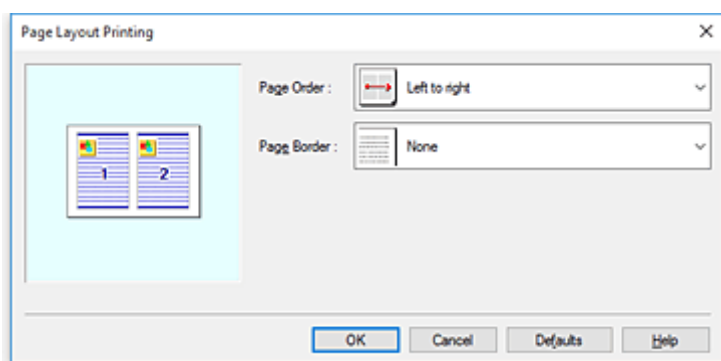 Page Layout Printing
Page Order :
Left to right
1 2
Page Border :
None
OK Cancel Defaults Help